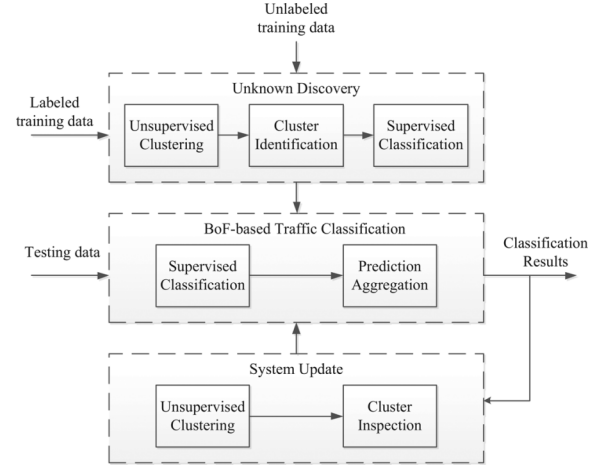 Unlabeled
training data
Unknown Discovery
Labeled
training data
Unsupervised
Clustering
Cluster
Identification
Supervised
Classification
BoF-based Traffic Classification
Testing data
Supervised
Classification
Prediction
Aggregation
Classification
Results
System Update
Unsupervised
Clustering
Cluster
Inspection